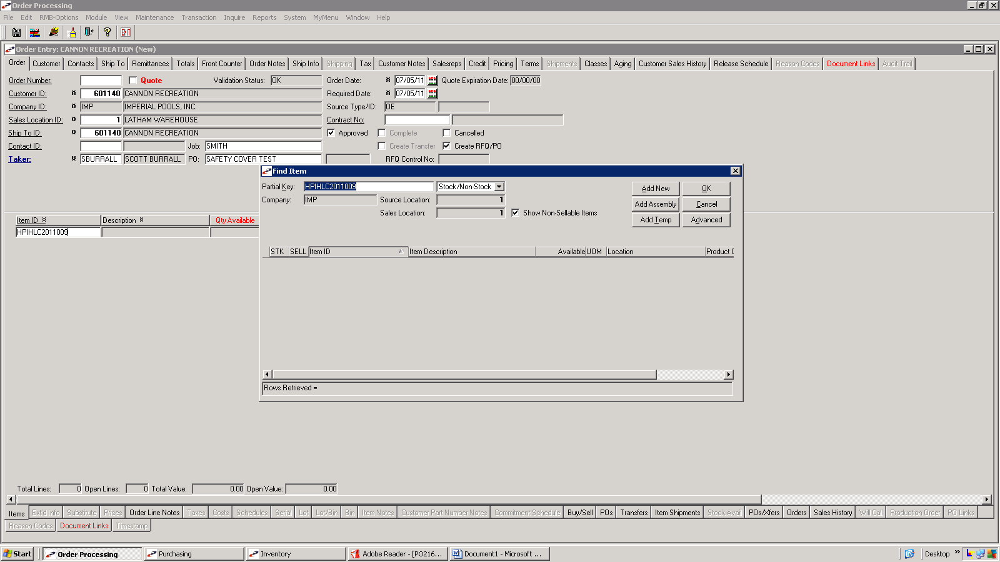 Order Processing
File Edit RMB-Options Module View Maintenance Transaction Inquire Reports System MyMenu Window Help
EXIT
Order Entry: CANNON RECREATION (New)
Order Customer Contacts Ship To Remittances Totals Front Counter Order Notes Ship Info Shipping Tax Customer Notes Salesreps Credit Pricing Terms Shipments Classes Aging Customer Sales History Release Schedule Reason Codes Document Links Audit Trail
Order Number: Quote Validation Status: OK Order Date: ¤ 07/05/11 Quote Expiration Date: 00/00/00
Customer ID: ¤ 601140 CANNON RECREATION Required Date: ¤ 07/05/11
Company ID: ¤ IMP IMPERIAL POOLS, INC. Source Type/ID: OE
Sales Location ID: ¤ 1 LATHAM WAREHOUSE Contract No:
Ship To ID: ¤ 601140 CANNON RECREATION Approved Complete Cancelled
Contact ID: Job: SMITH Create Transfer Create RFQ/PO
Taker: ¤ SBURRALL SCOTT BURRALL PO: SAFETY COVER TEST RFQ Control No:
Find Item
Partial Key: HPIHLC2011009 Stock/Non-Stock Add New OK
Company: IMP Source Location: 1 Add Assembly Cancel
Sales Location: 1 Show Non-Sellable Items
Add Temp Advanced
Item ID ¤ Description ¤ Qty Available
HPIHLC2011009
STK SELL Item ID Item Description Available UOM Location Product C
Rows Retrieved =
Total Lines: 0 Open Lines: 0 Total Value: 0.00 Open Value: 0.00
Items Ext'd Info Substitute Prices Order Line Notes Taxes Costs Schedules Serial Lot Lot/Bin Bin Item Notes Customer Part Number Notes Commitment Schedule Buy/Sell POs Transfers Item Shipments Stock Avail POs/Xfers Orders Sales History Will Call Production Order PO Links
Reason Codes Document Links Timestamp
Start Order Processing Purchasing Inventory Adobe Reader - [PO216... Document1 - Microsoft ... Desktop »